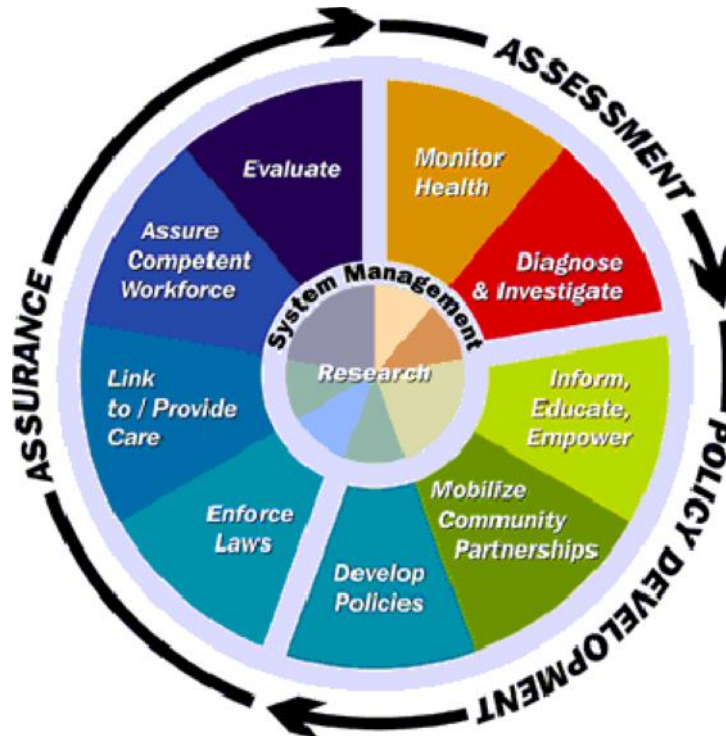 ASSESSMENT
Monitor
Health
Diagnose
& Investigate
POLICY DEVELOPMENT
Inform,
Educate,
Empower
Mobilize
Community
Partnerships
Develop
Policies
ASSURANCE
Enforce
Laws
Link
to / Provide
Care
Assure
Competent
Workforce
Evaluate
System Management
Research